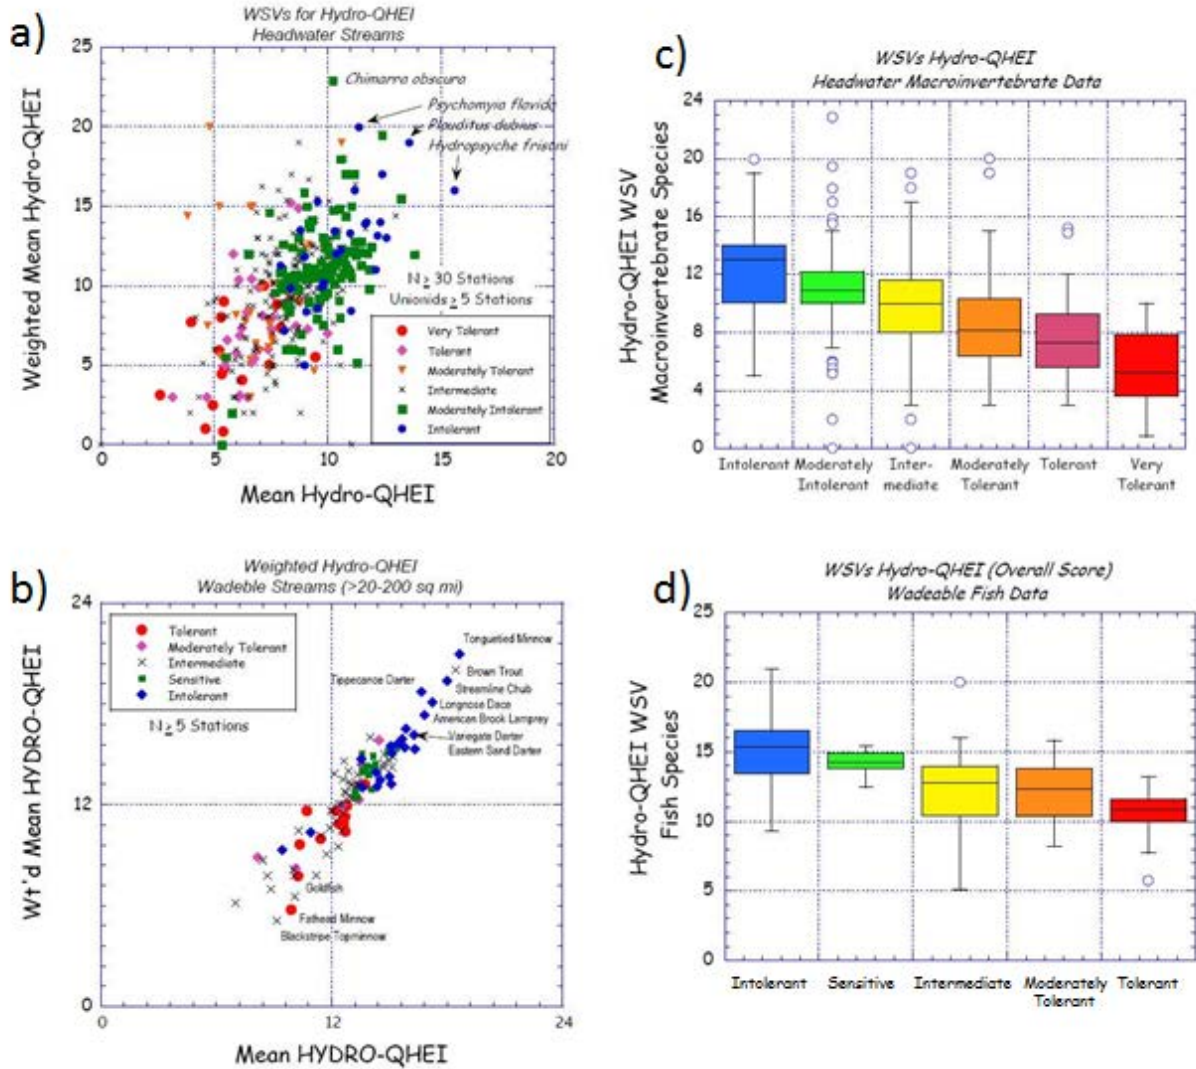 a)
WSVs for Hydro-QHEI
Headwater Streams
Weighted Mean Hydro-QHEI
25
20
15
10
5
0
Chimarra obscura
Psychomyia flavida
Plauditus dubius
Hydropsyche frisoni
N ≥ 30 Stations
Unionids ≥ 5 Stations
Very Tolerant
Tolerant
Moderately Tolerant
Intermediate
Moderately Intolerant
Intolerant
0 5 10 15 20
Mean Hydro-QHEI
c)
WSVs Hydro-QHEI
Headwater Macroinvertebrate Data
Hydro-QHEI WSV
Macroinvertebrate Species
24
20
16
12
8
4
0
Intolerant Moderately Intolerant Inter-mediate Moderately Tolerant Tolerant Very Tolerant
b)
Weighted Hydro-QHEI
Wadeble Streams (>20-200 sq mi)
Wt'd Mean HYDRO-QHEI
24
12
0
Tolerant
Moderately Tolerant
Intermediate
Sensitive
Intolerant
N ≥ 5 Stations
Tonguetied Minnow
Brown Trout
Tippecanoe Darter
Streamline Chub
Longnose Dace
American Brook Lamprey
Variegate Darter
Eastern Sand Darter
Goldfish
Fathead Minnow
Blackstripe Topminnow
0 12 24
Mean HYDRO-QHEI
d)
WSVs Hydro-QHEI (Overall Score)
Wadeable Fish Data
Hydro-QHEI WSV
Fish Species
25
20
15
10
5
0
Intolerant Sensitive Intermediate Moderately Tolerant Tolerant